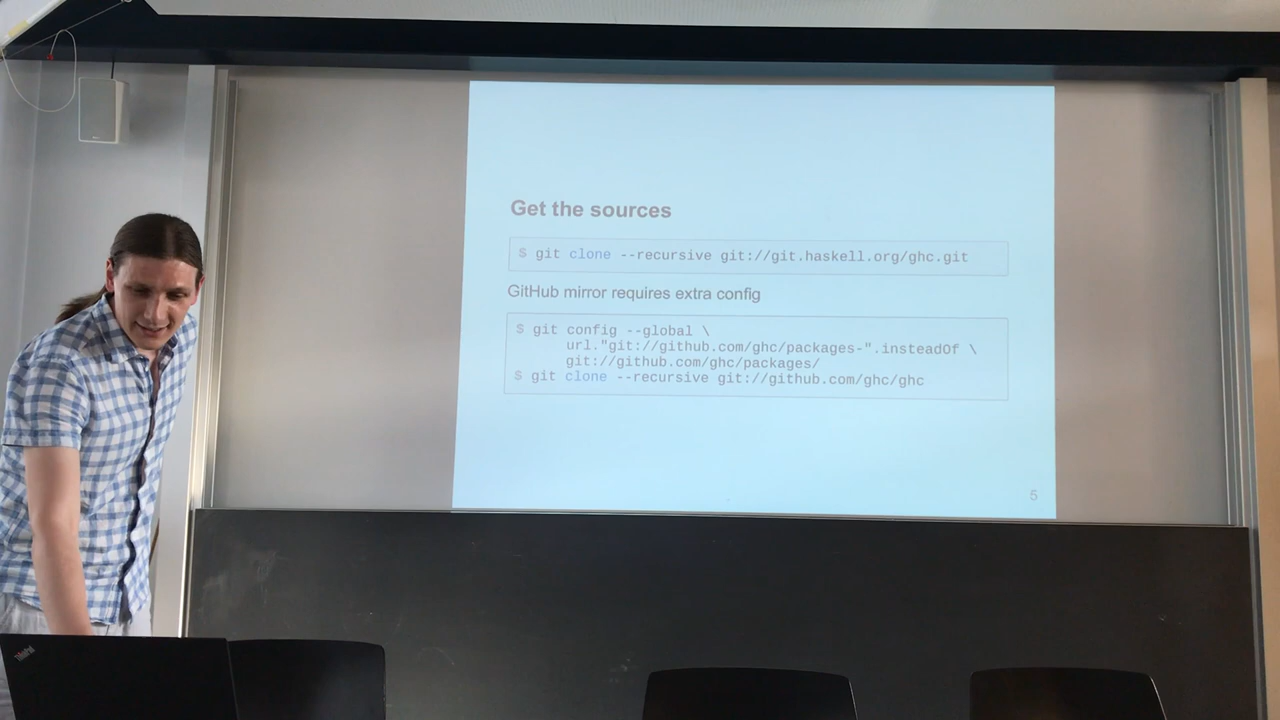 Get the sources
$ git clone --recursive git://git.haskell.org/ghc.git
GitHub mirror requires extra config
$ git config --global \
url."git://github.com/ghc/packages-".insteadOf \
git://github.com/ghc/packages/
$ git clone --recursive git://github.com/ghc/ghc
5
ThinkPad